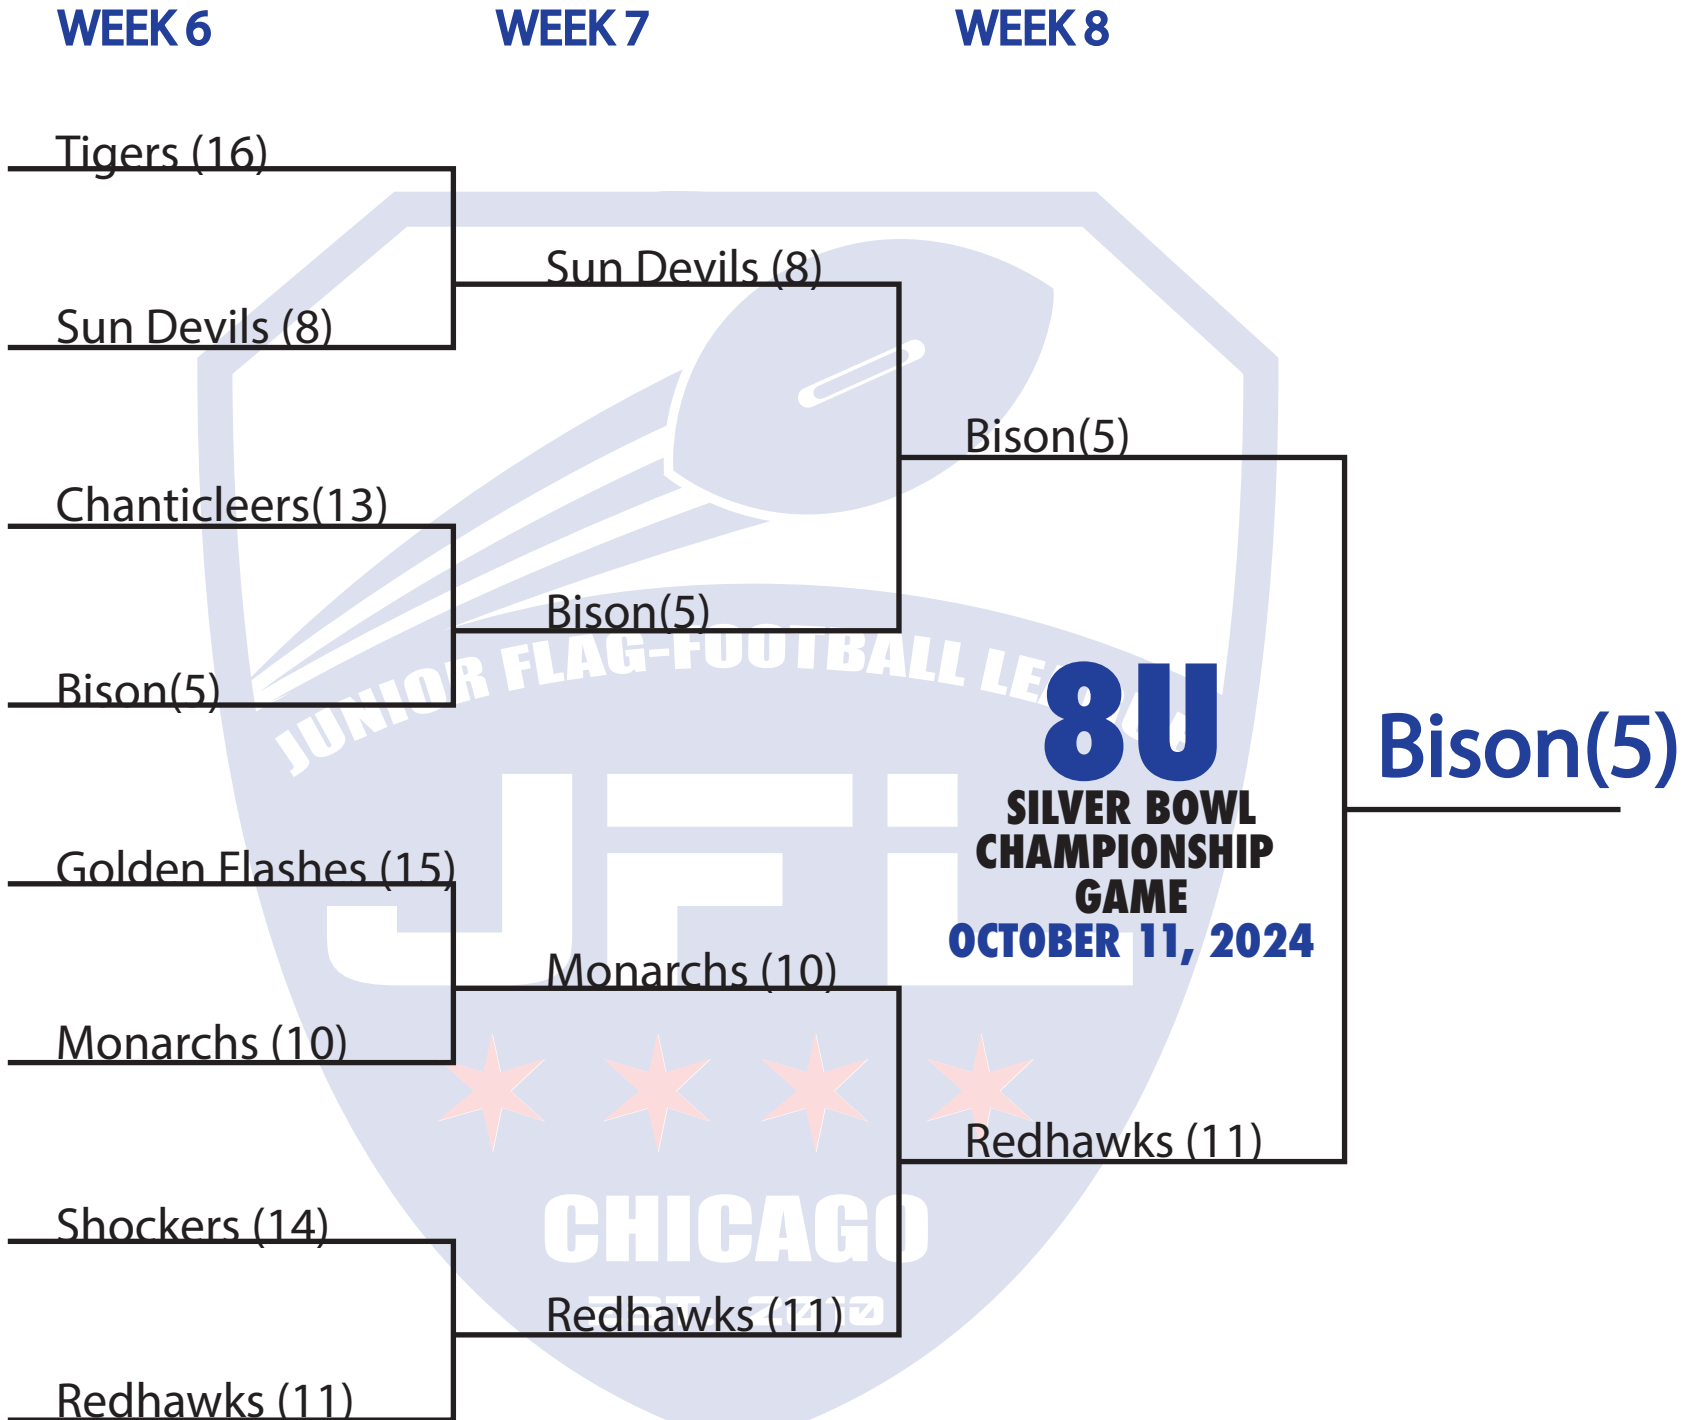 WEEK 6
WEEK 7
WEEK 8
Tigers (16)
Sun Devils (8)
Sun Devils (8)
Bison(5)
Chanticleers(13)
Bison(5)
Bison(5)
JUNIOR FLAG-FOOTBALL
8U
SILVER BOWL
CHAMPIONSHIP
GAME
OCTOBER 11, 2024
Bison(5)
JFL
Golden Flashes (15)
Monarchs (10)
Monarchs (10)
Redhawks (11)
Shockers (14)
CHICAGO
Redhawks (11)
2010
Redhawks (11)